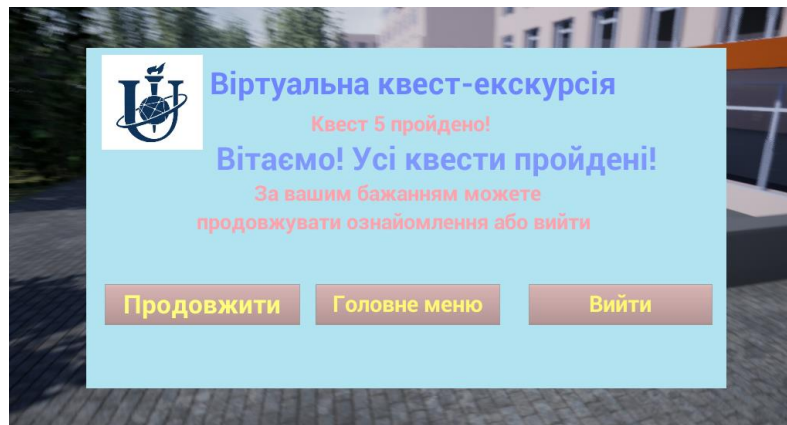 Віртуальна квест-екскурсія
Квест 5 пройдено!
Вітаємо! Усі квести пройдені!
За вашим бажанням можете
продовжувати ознайомлення або вийти
Продовжити
Головне меню
Вийти